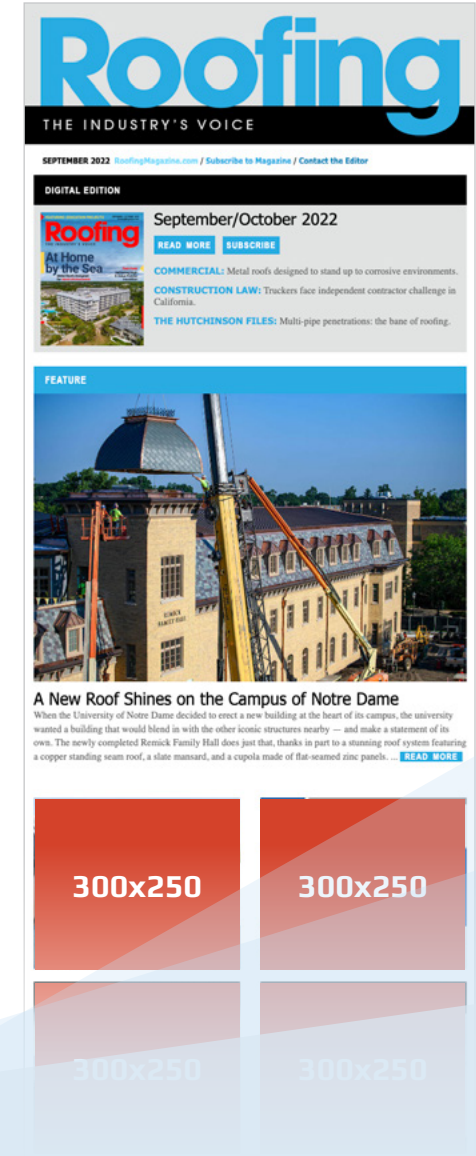 Roofing
THE INDUSTRY'S VOICE
SEPTEMBER 2022 RoofingMagazine.com / Subscribe to Magazine / Contact the Editor
DIGITAL EDITION
Roofing
At Home
by the Sea
September/October 2022
READ MORE SUBSCRIBE
COMMERCIAL: Metal roofs designed to stand up to corrosive environments.
CONSTRUCTION LAW: Truckers face independent contractor challenge in
California.
THE HUTCHINSON FILES: Multi-pipe penetrations: the bane of roofing.
FEATURE
REMICK
FAMILY HALL
A New Roof Shines on the Campus of Notre Dame
When the University of Notre Dame decided to erect a new building at the heart of its campus, the university
wanted a building that would blend in with the other iconic structures nearby — and make a statement of its
own. The newly completed Remick Family Hall does just that, thanks in part to a stunning roof system featuring
a copper standing seam roof, a slate mansard, and a cupola made of flat-seamed zinc panels. ... READ MORE
300x250 300x250
300x250 300x250